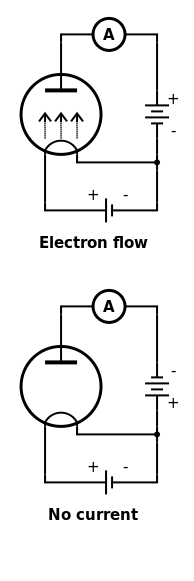 A
+
-
+ -
Electron flow
A
-
+
+ -
No current